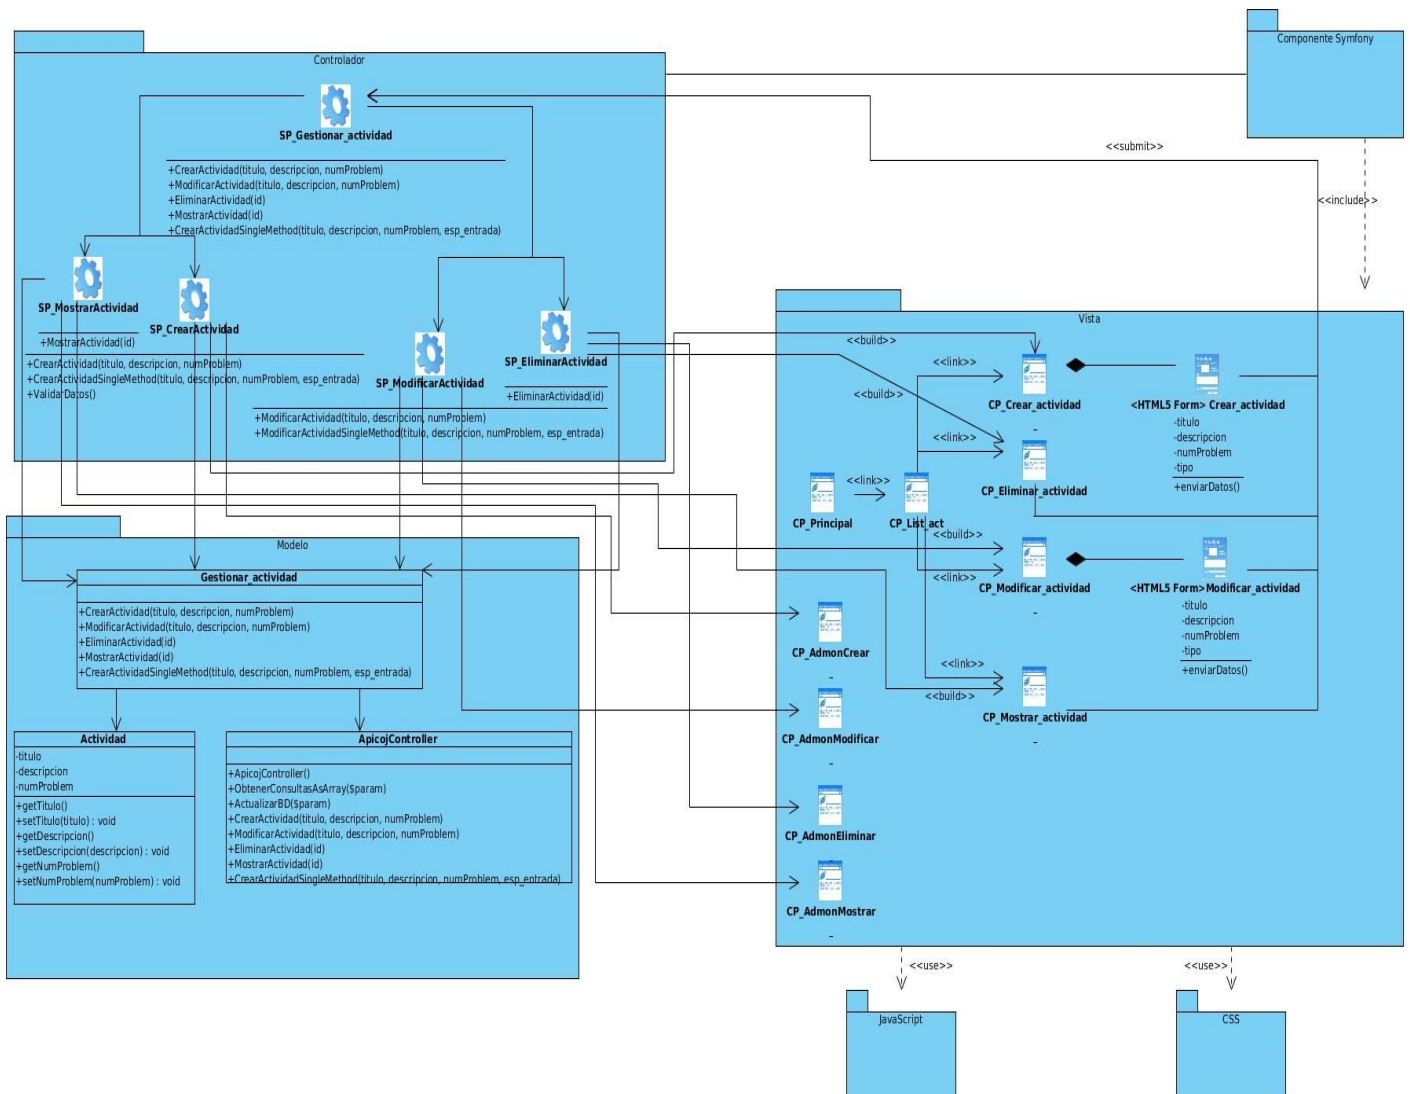 Componente Symfony
Controlador
SP_Gestionar_actividad
+CrearActividad(titulo, descripcion, numProblem)
+ModificarActividad(titulo, descripcion, numProblem)
+EliminarActividad(id)
+MostrarActividad(id)
+CrearActividadSingleMethod(titulo, descripcion, numProblem, esp_entrada)
<<submit>>
<<include>>
SP_MostrarActividad
+MostrarActividad(id)
SP_CrearActividad
+CrearActividad(titulo, descripcion, numProblem)
+CrearActividadSingleMethod(titulo, descripcion, numProblem, esp_entrada)
+ValidarDatos()
SP_ModificarActividad
+ModificarActividad(titulo, descripcion, numProblem)
+ModificarActividadSingleMethod(titulo, descripcion, numProblem, esp_entrada)
SP_EliminarActividad
+EliminarActividad(id)
Vista
<<build>>
<<link>>
<<build>>
CP_Crear_actividad
-
<HTML5 Form> Crear_actividad
-titulo
-descripcion
-numProblem
-tipo
+enviarDatos()
<<link>>
CP_Eliminar_actividad
CP_Principal
<<link>>
CP_List_act
<<build>>
<<link>>
CP_Modificar_actividad
-
<HTML5 Form>Modificar_actividad
-titulo
-descripcion
-numProblem
-tipo
+enviarDatos()
<<link>>
<<build>>
CP_Mostrar_actividad
-
CP_AdmonCrear
-
CP_AdmonModificar
-
CP_AdmonEliminar
-
CP_AdmonMostrar
-
Modelo
Gestionar_actividad
+CrearActividad(titulo, descripcion, numProblem)
+ModificarActividad(titulo, descripcion, numProblem)
+EliminarActividad(id)
+MostrarActividad(id)
+CrearActividadSingleMethod(titulo, descripcion, numProblem, esp_entrada)
Actividad
-titulo
-descripcion
-numProblem
+getTitulo()
+setTitulo(titulo) : void
+getDescripcion()
+setDescripcion(descripcion) : void
+getNumProblem()
+setNumProblem(numProblem) : void
ApicojController
+ApicojController()
+ObtenerConsultasAsArray($param)
+ActualizarBD($param)
+CrearActividad(titulo, descripcion, numProblem)
+ModificarActividad(titulo, descripcion, numProblem)
+EliminarActividad(id)
+MostrarActividad(id)
+CrearActividadSingleMethod(titulo, descripcion, numProblem, esp_entrada)
<<use>>
<<use>>
JavaScript
CSS